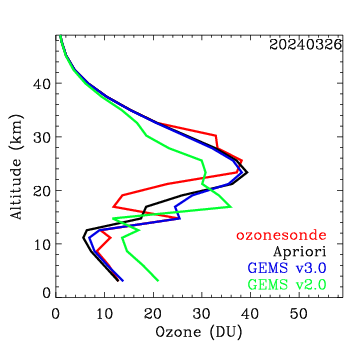 20240326
40
30
20
10
0
Altitude (km)
ozonesonde
Apriori
GEMS v3.0
GEMS v2.0
0 10 20 30 40 50
Ozone (DU)